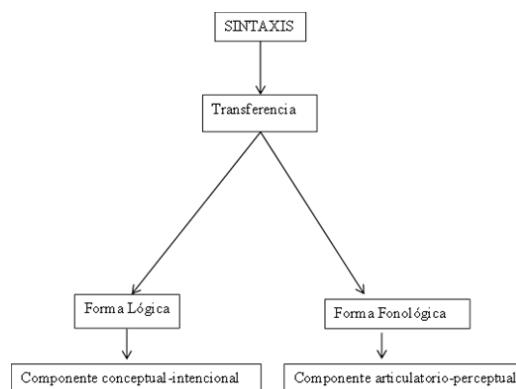 SINTAXIS
Transferencia
Forma Lógica
Forma Fonológica
Componente conceptual-intencional
Componente articulatorio-perceptual